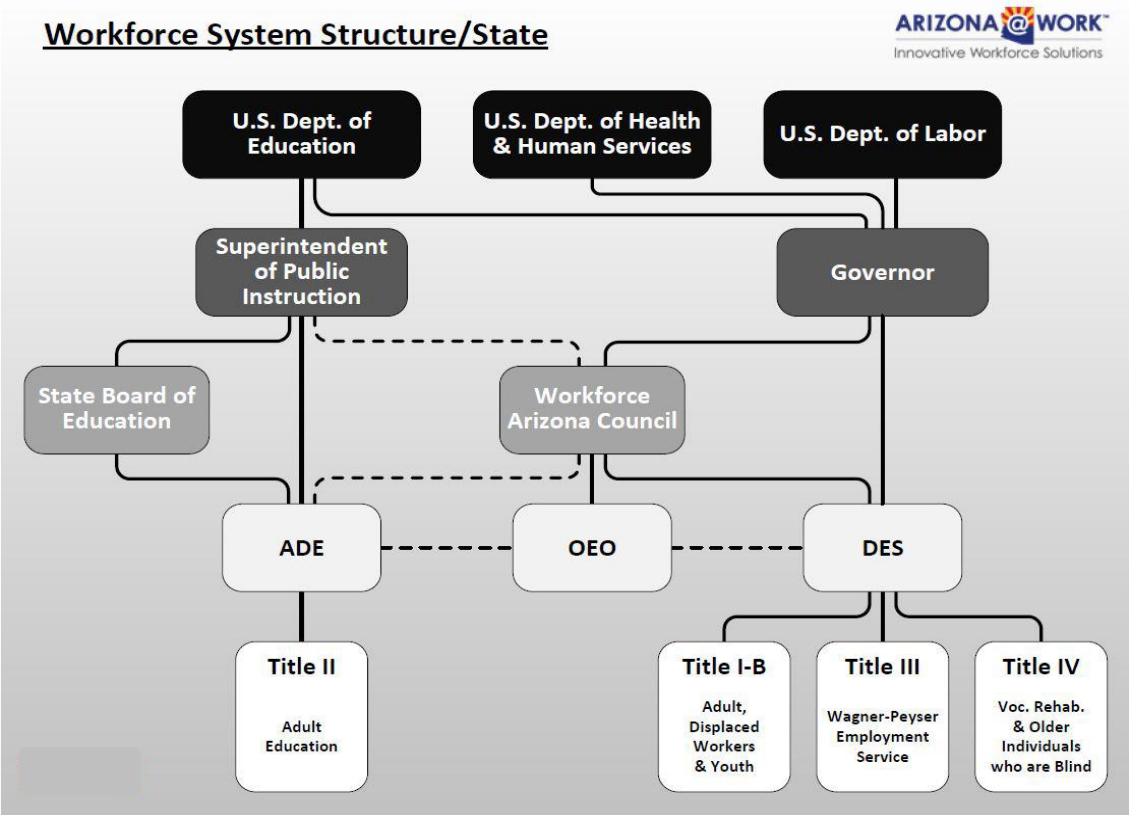 Workforce System Structure/State
ARIZONA@WORK™
Innovative Workforce Solutions
U.S. Dept. of
Education
U.S. Dept. of Health
& Human Services
U.S. Dept. of Labor
Superintendent
of Public
Instruction
Governor
State Board of
Education
Workforce
Arizona Council
ADE
OEO
DES
Title II
Adult
Education
Title I-B
Adult,
Displaced
Workers
& Youth
Title III
Wagner-Peyser
Employment
Service
Title IV
Voc. Rehab.
& Older
Individuals
who are Blind